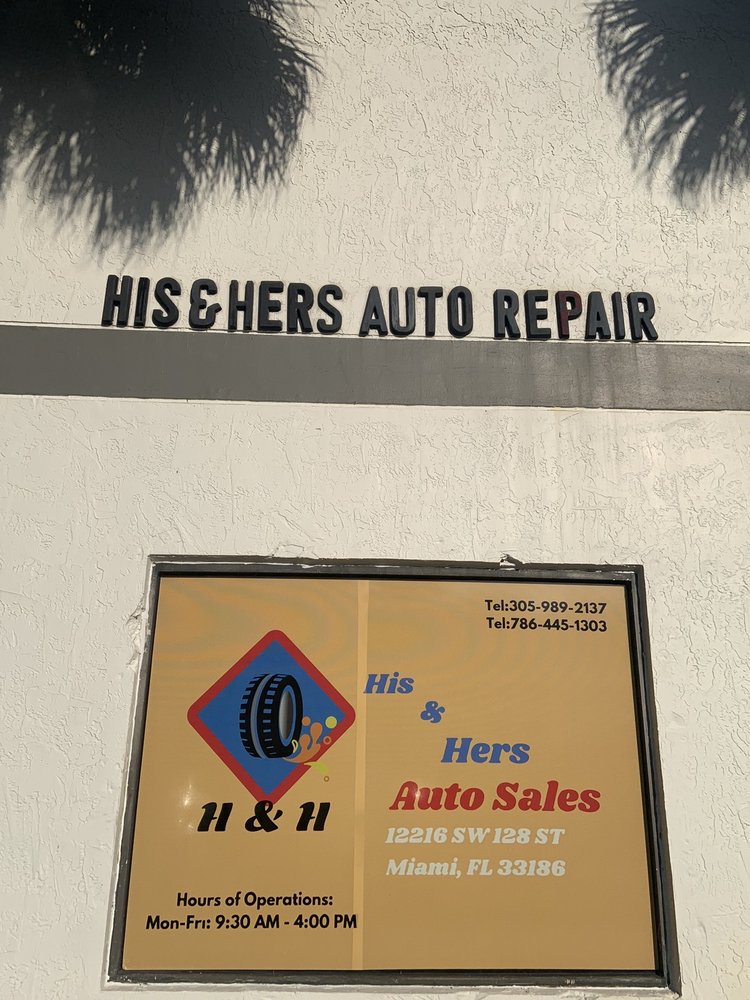 HIS & HERS AUTO REPAIR
Tel:305-989-2137
Tel:786-445-1303
His
&
Hers
Auto Sales
12216 SW 128 ST
Miami, FL 33186
H & H
Hours of Operations:
Mon-Fri: 9:30 AM - 4:00 PM